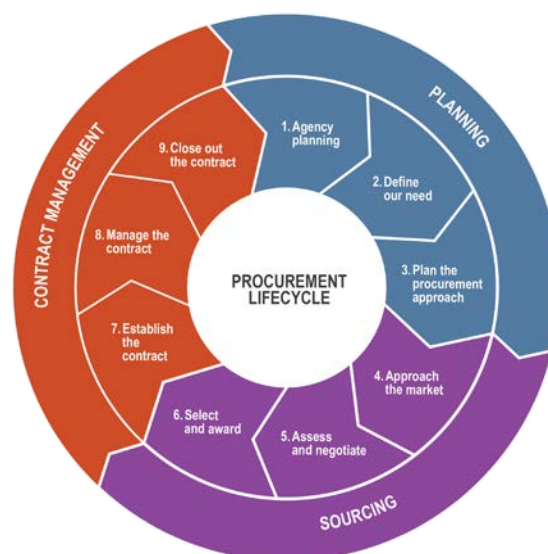 PROCUREMENT
LIFECYCLE
PLANNING
1. Agency
planning
2. Define
our need
3. Plan the
procurement
approach
SOURCING
4. Approach
the market
5. Assess
and negotiate
6. Select
and award
CONTRACT MANAGEMENT
7. Establish
the
contract
8. Manage the
contract
9. Close out
the contract